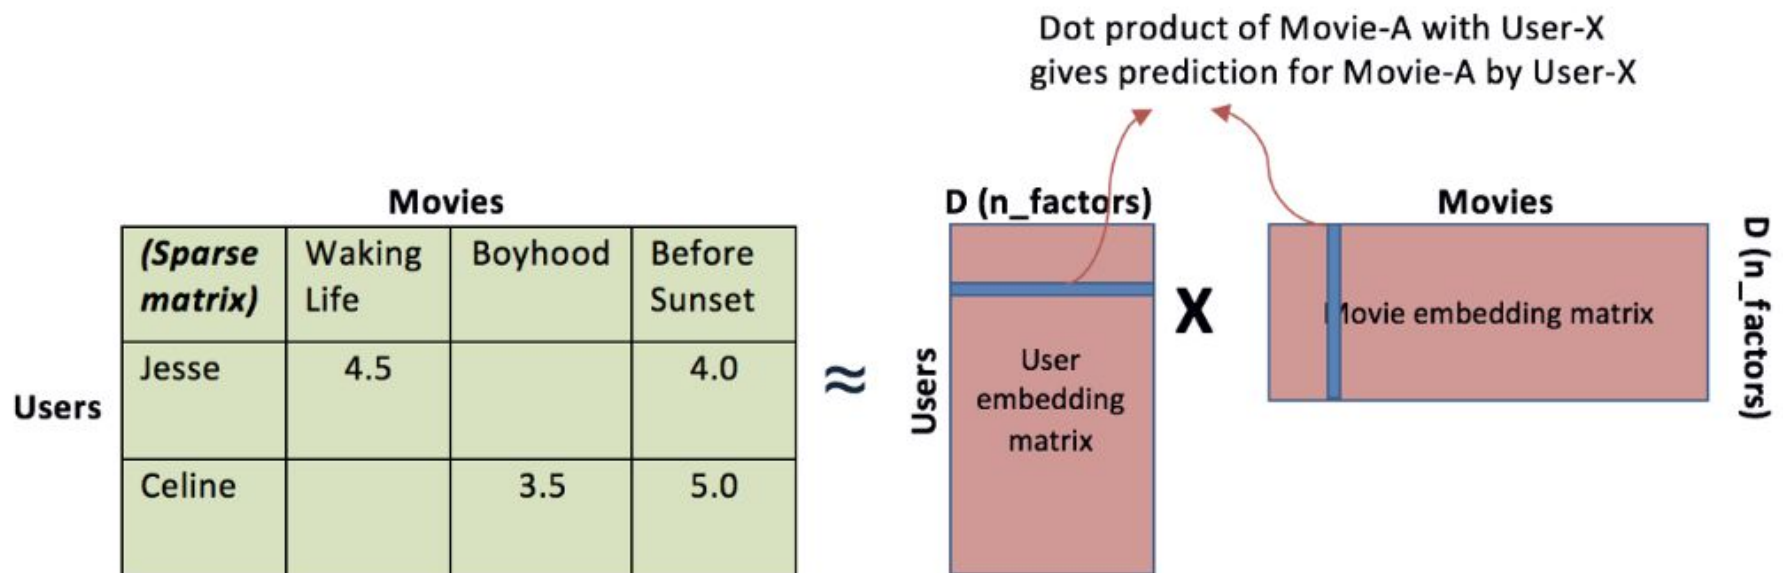 Dot product of Movie-A with User-X
gives prediction for Movie-A by User-X
Movies
(Sparse matrix) Waking Life Boyhood Before Sunset
Users
Jesse 4.5 4.0
Celine 3.5 5.0
≈
D (n_factors)
Users
User
embedding
matrix
X
Movies
Movie embedding matrix
D (n_factors)